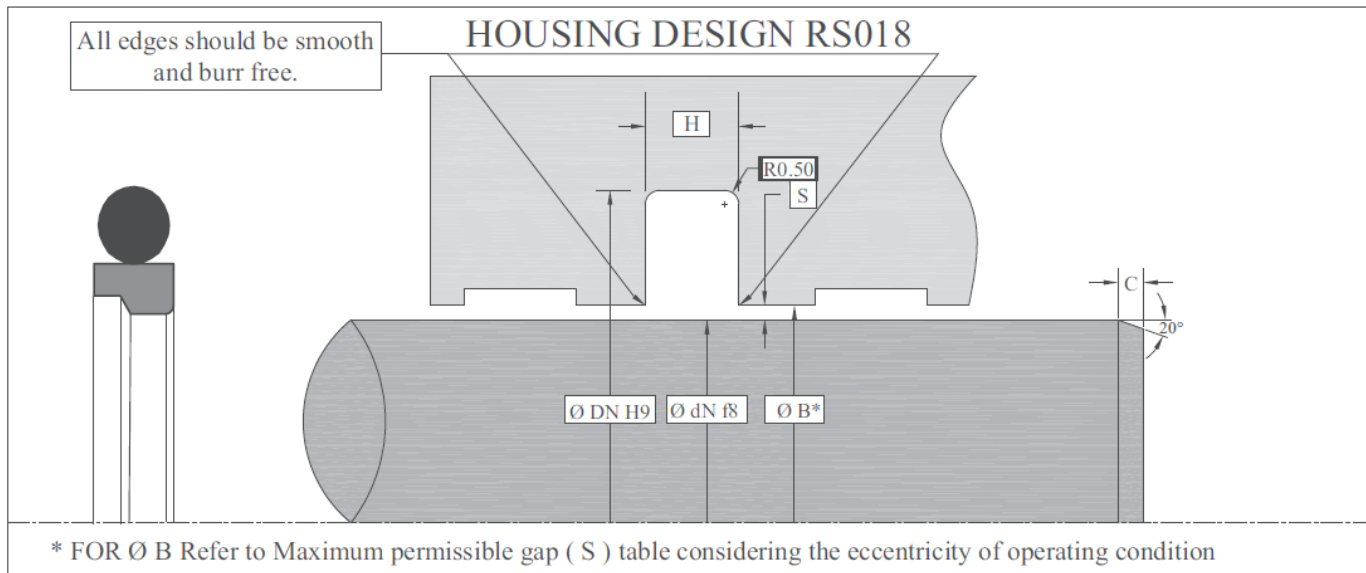 HOUSING DESIGN RS018
All edges should be smooth
and burr free.
H
R0.50
S
C
20°
Ø DN H9
Ø dN f8
Ø B*
* FOR Ø B Refer to Maximum permissible gap ( S ) table considering the eccentricity of operating condition